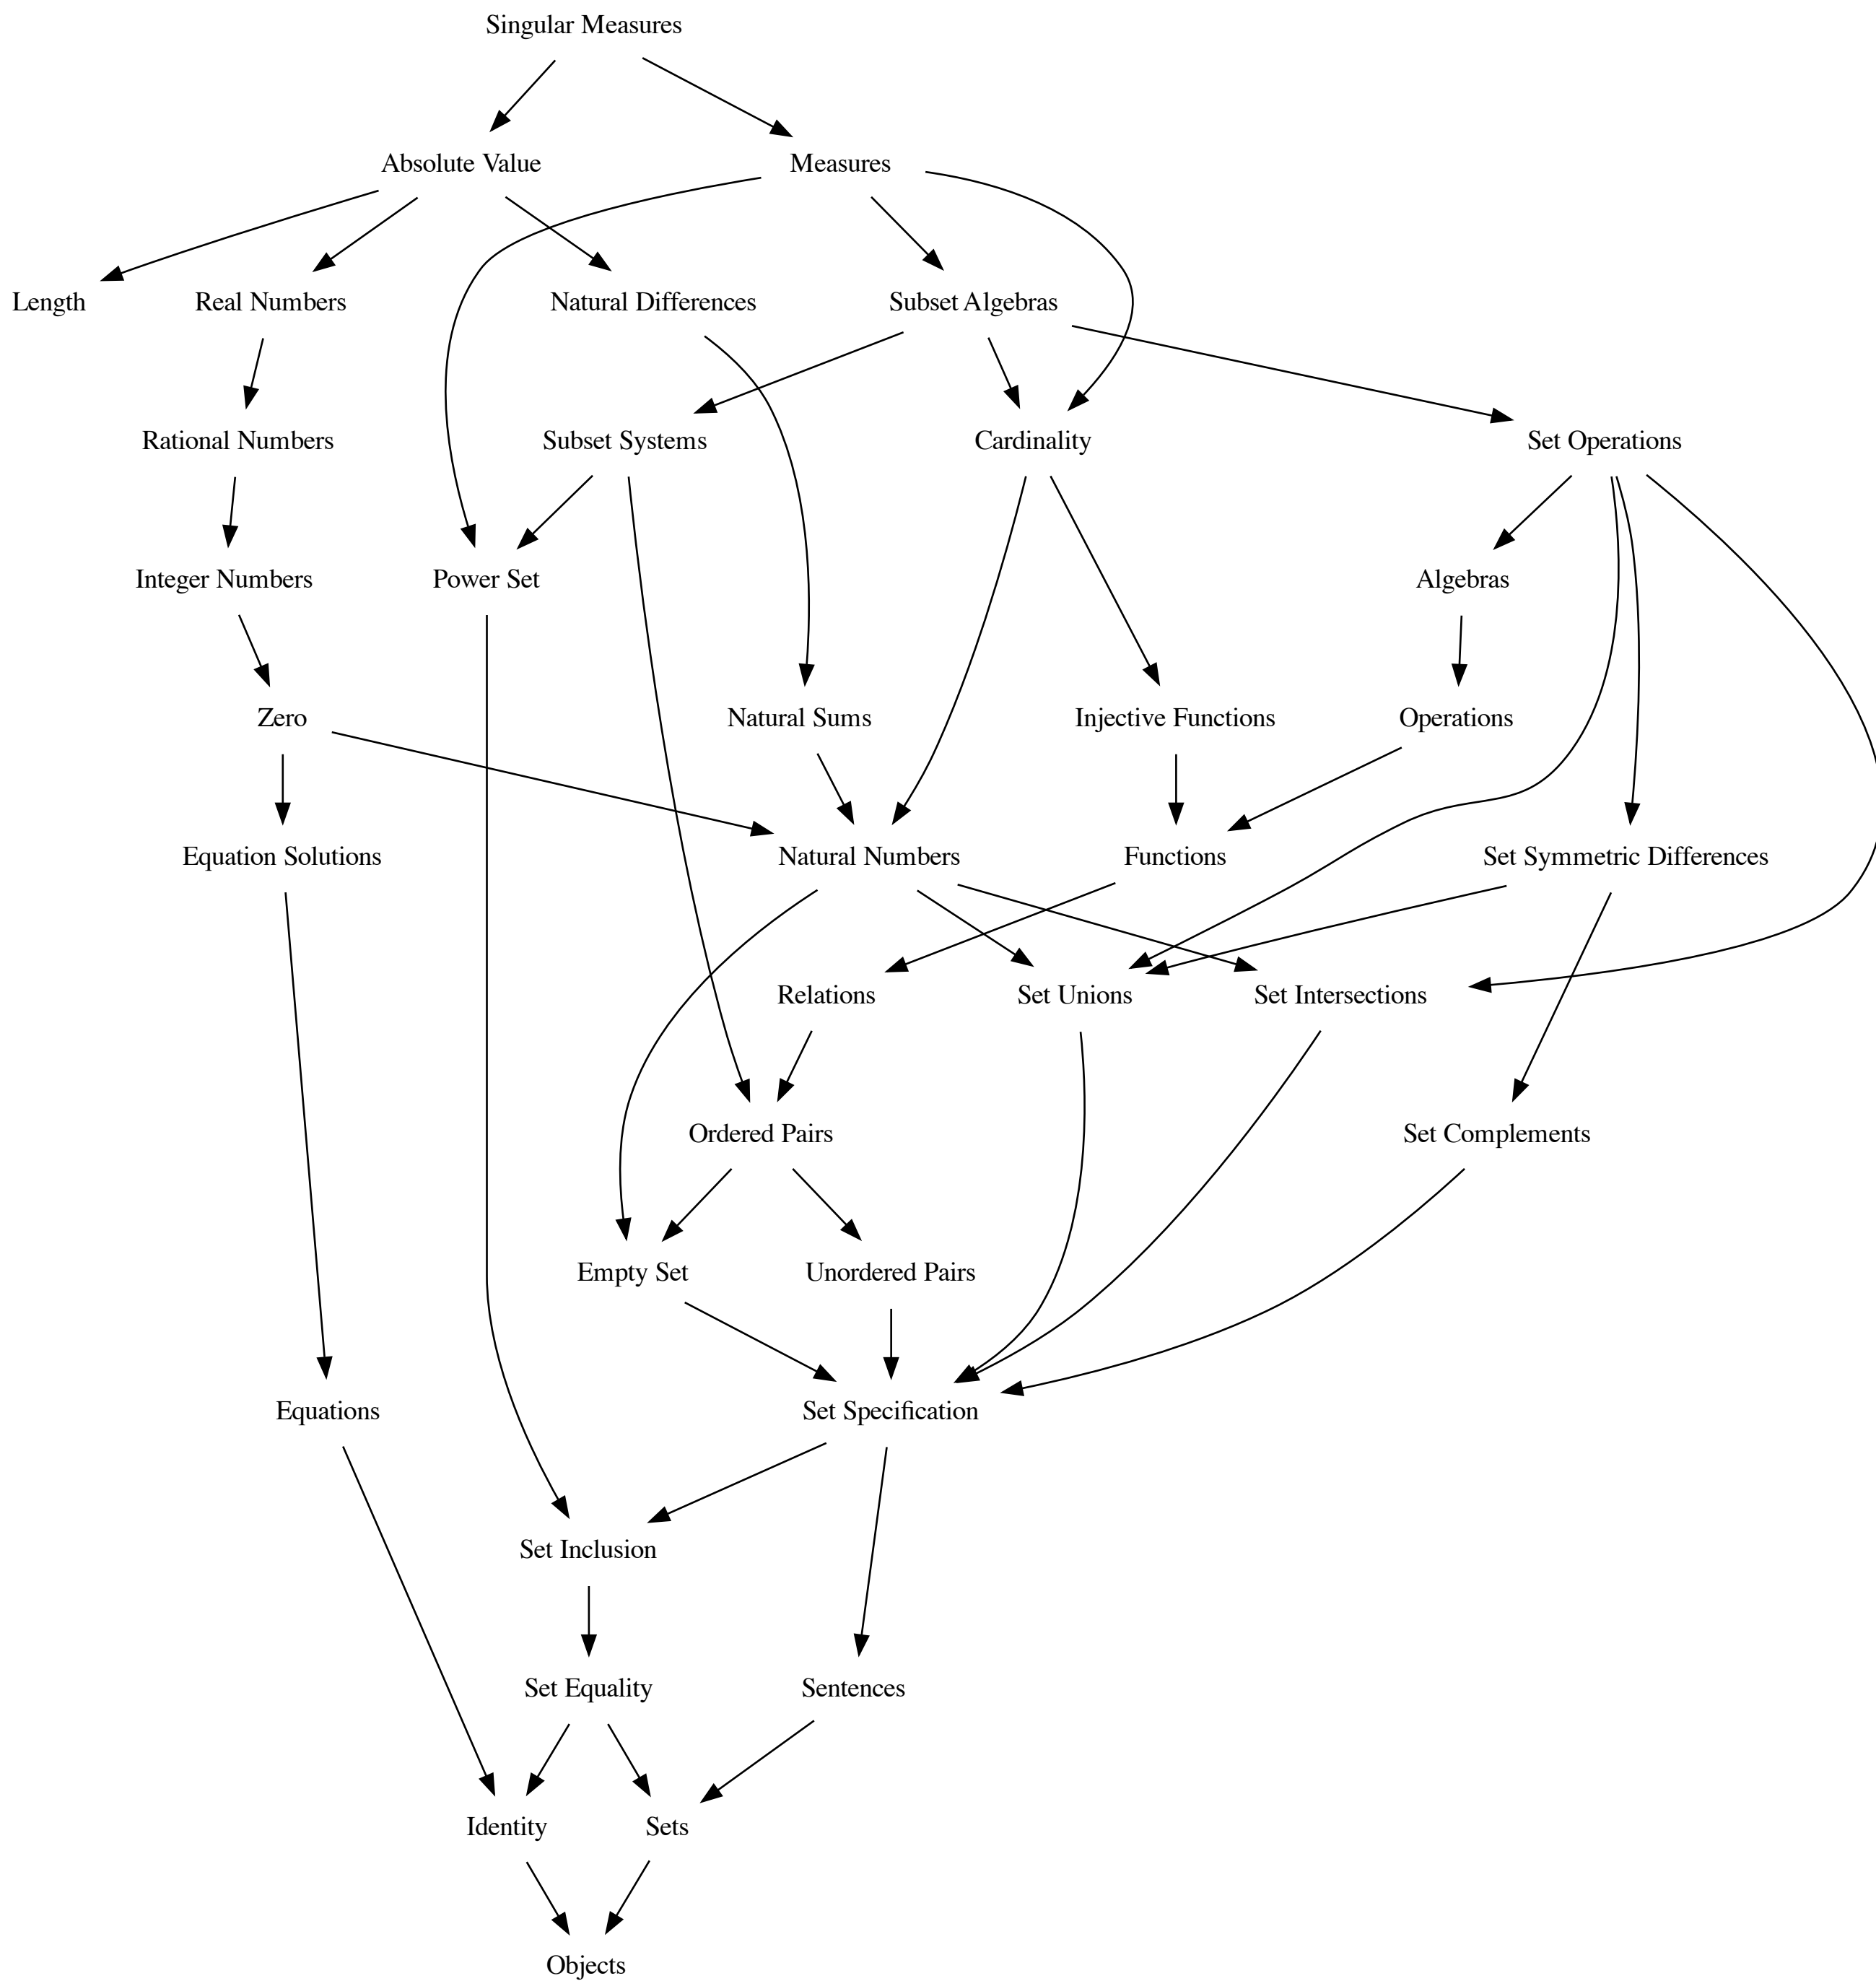 Singular Measures
Absolute Value
Measures
Length
Real Numbers
Natural Differences
Subset Algebras
Rational Numbers
Subset Systems
Cardinality
Set Operations
Integer Numbers
Power Set
Algebras
Zero
Natural Sums
Injective Functions
Operations
Equation Solutions
Natural Numbers
Functions
Set Symmetric Differences
Relations
Set Unions
Set Intersections
Ordered Pairs
Set Complements
Empty Set
Unordered Pairs
Equations
Set Specification
Set Inclusion
Set Equality
Sentences
Identity
Sets
Objects